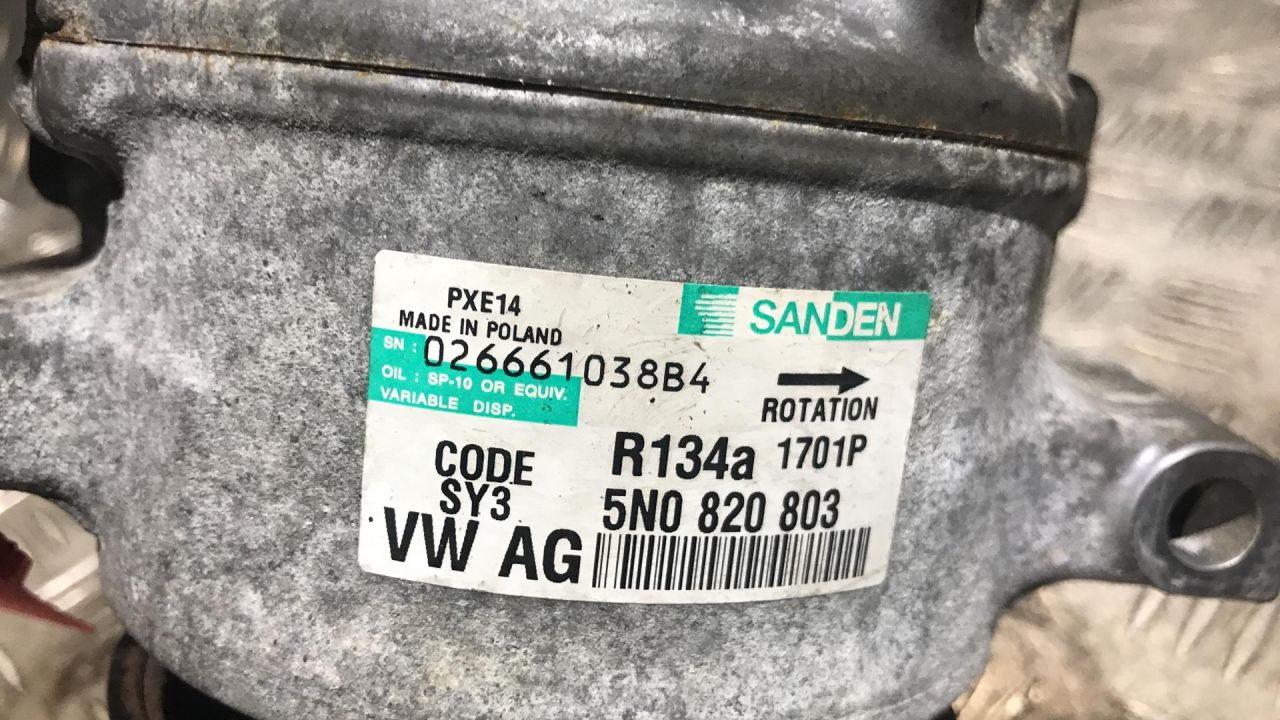 PXE14
SANDEN
MADE IN POLAND
SN : 026661038B4
OIL : SP-10 OR EQUIV.
VARIABLE DISP.
ROTATION
CODE
SY3
R134a 1701P
5N0 820 803
VW AG